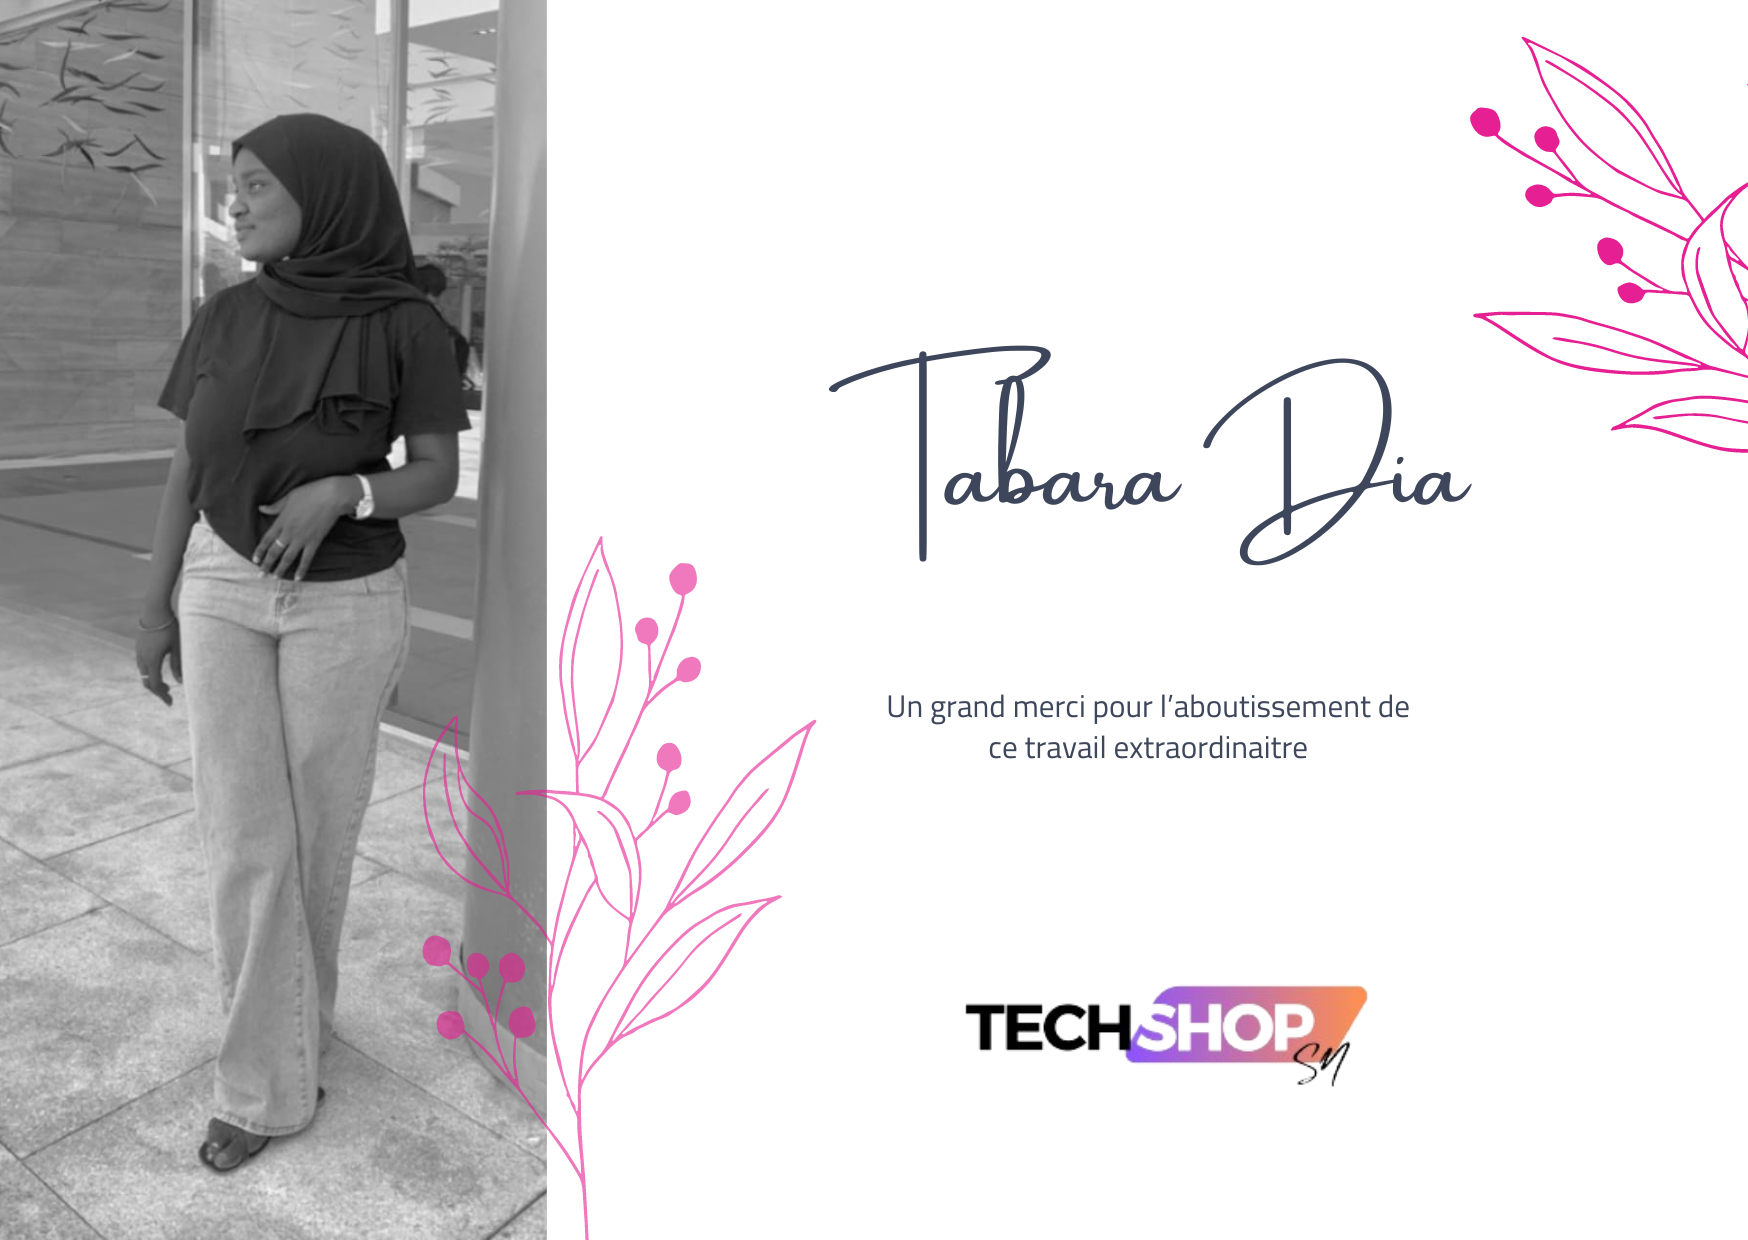 Tabara Dia
Un grand merci pour l’aboutissement de
ce travail extraordinaitre
TECHSHOP
SN